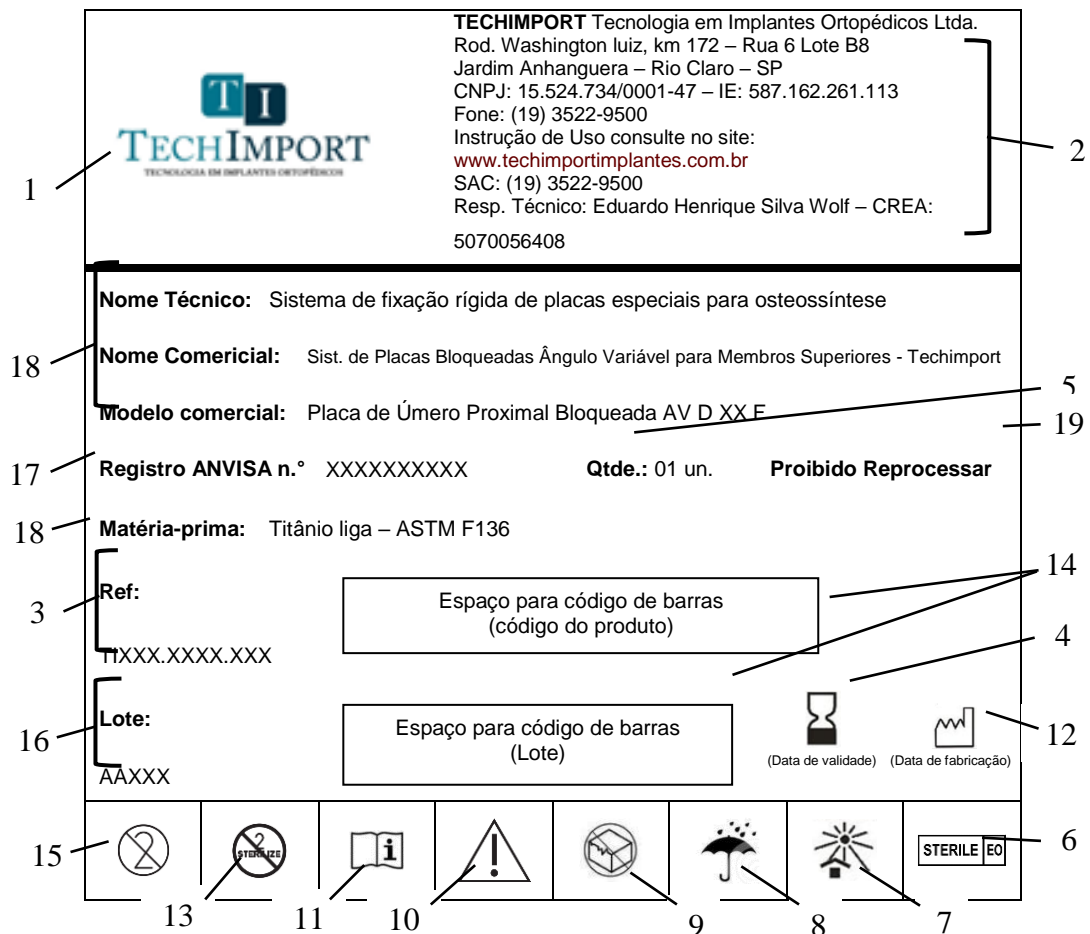 TECHIMPORT Tecnologia em Implantes Ortopédicos Ltda.
Rod. Washington luiz, km 172 – Rua 6 Lote B8
Jardim Anhanguera – Rio Claro – SP
CNPJ: 15.524.734/0001-47 – IE: 587.162.261.113
Fone: (19) 3522-9500
Instrução de Uso consulte no site:
www.techimportimplantes.com.br
SAC: (19) 3522-9500
Resp. Técnico: Eduardo Henrique Silva Wolf – CREA:
5070056408
TI
TECHIMPORT
TECNOLOGIA EM IMPLANTES ORTOPÉDICOS
1
2
Nome Técnico: Sistema de fixação rígida de placas especiais para osteossíntese
18
Nome Comericial: Sist. de Placas Bloqueadas Ângulo Variável para Membros Superiores - Techimport
5
Modelo comercial: Placa de Úmero Proximal Bloqueada AV D XX F
19
17
Registro ANVISA n.° XXXXXXXXXX Qtde.: 01 un. Proibido Reprocessar
18
Matéria-prima: Titânio liga – ASTM F136
14
3
Ref:
Espaço para código de barras
(código do produto)
4
TIXXX.XXXX.XXX
16
Lote:
Espaço para código de barras
(Lote)
12
(Data de validade) (Data de fabricação)
AAXXX
15
2
2
STERILIZE
i
!
STERILE EO
6
13
11
10
9
8
7